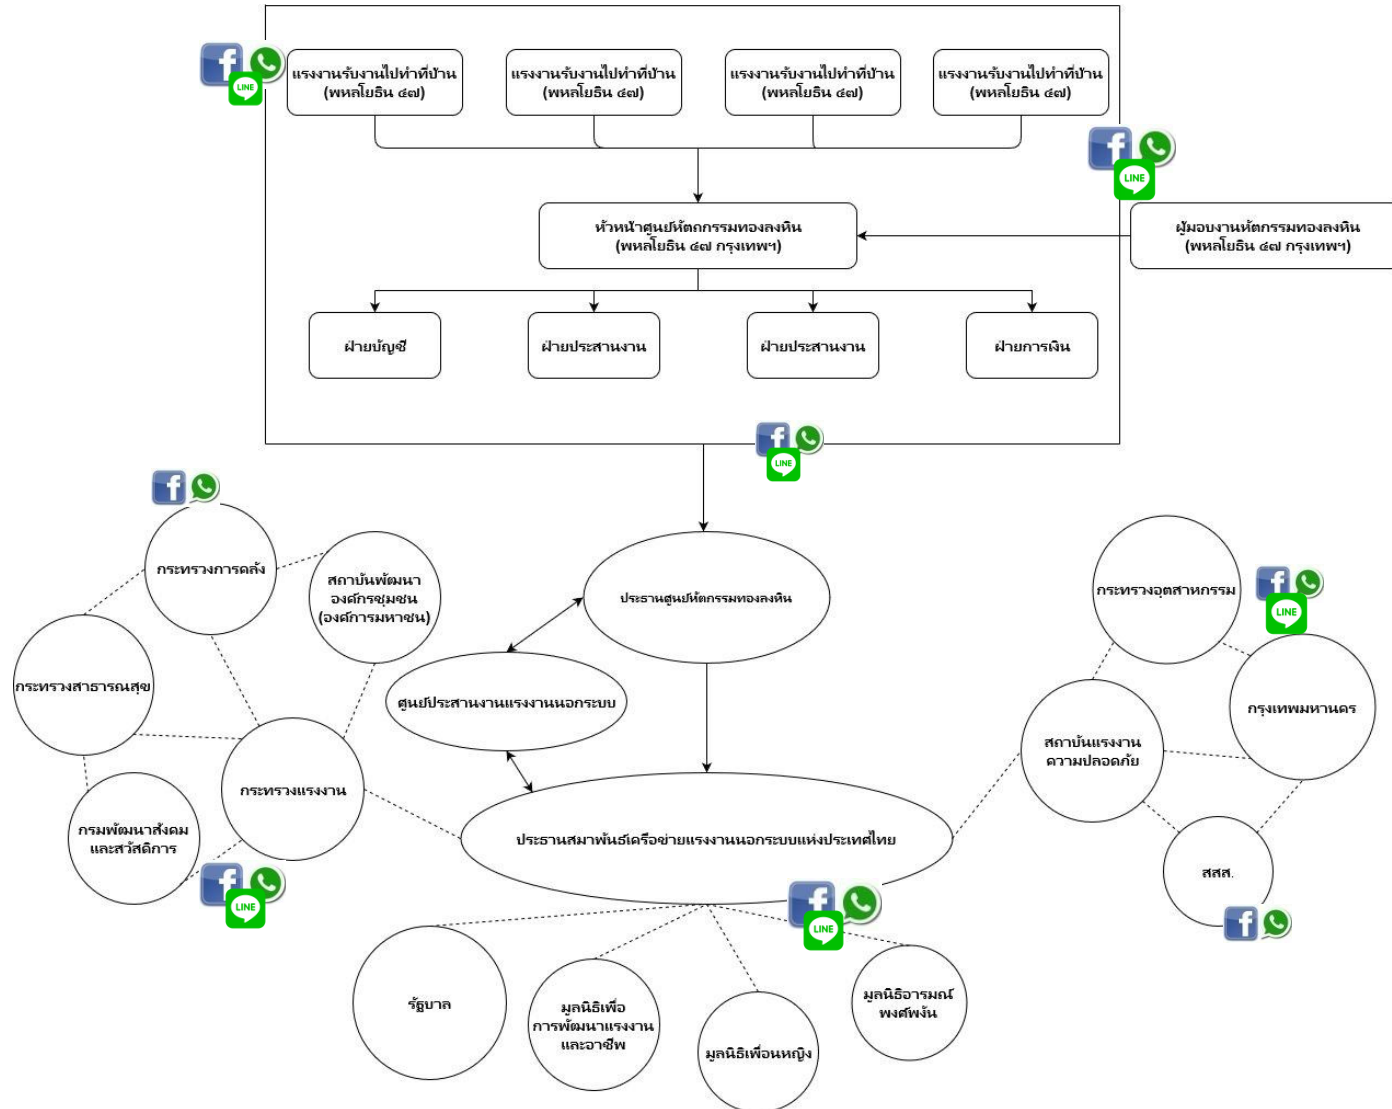 แรงงานรับงานไปทำที่บ้าน
(พหลโยธิน ๔๗)
แรงงานรับงานไปทำที่บ้าน
(พหลโยธิน ๔๗)
แรงงานรับงานไปทำที่บ้าน
(พหลโยธิน ๔๗)
แรงงานรับงานไปทำที่บ้าน
(พหลโยธิน ๔๗)
LINE
LINE
หัวหน้าศูนย์หัตถกรรมทองลงหิน
(พหลโยธิน ๔๗ กรุงเทพฯ)
ผู้มอบงานหัตกรรมทองลงหิน
(พหลโยธิน ๔๗ กรุงเทพฯ)
ฝ่ายบัญชี
ฝ่ายประสานงาน
ฝ่ายประสานงาน
ฝ่ายการเงิน
LINE
กระทรวงการคลัง
สถาบันพัฒนา
องค์กรชุมชน
(องค์การมหาชน)
ประธานศูนย์หัตกรรมทองลงหิน
กระทรวงอุตสาหกรรม
LINE
กระทรวงสาธารณสุข
ศูนย์ประสานงานแรงงานนอกระบบ
กรุงเทพมหานคร
สถาบันแรงงาน
ความปลอดภัย
กระทรวงแรงงาน
กรมพัฒนาสังคม
และสวัสดิการ
ประธานสมาพันธ์เครือข่ายแรงงานนอกระบบแห่งประเทศไทย
สสส.
LINE
LINE
รัฐบาล
มูลนิธิเพื่อ
การพัฒนาแรงงาน
และอาชีพ
มูลนิธิเพื่อนหญิง
มูลนิธิอารมณ์
พงศ์พงัน